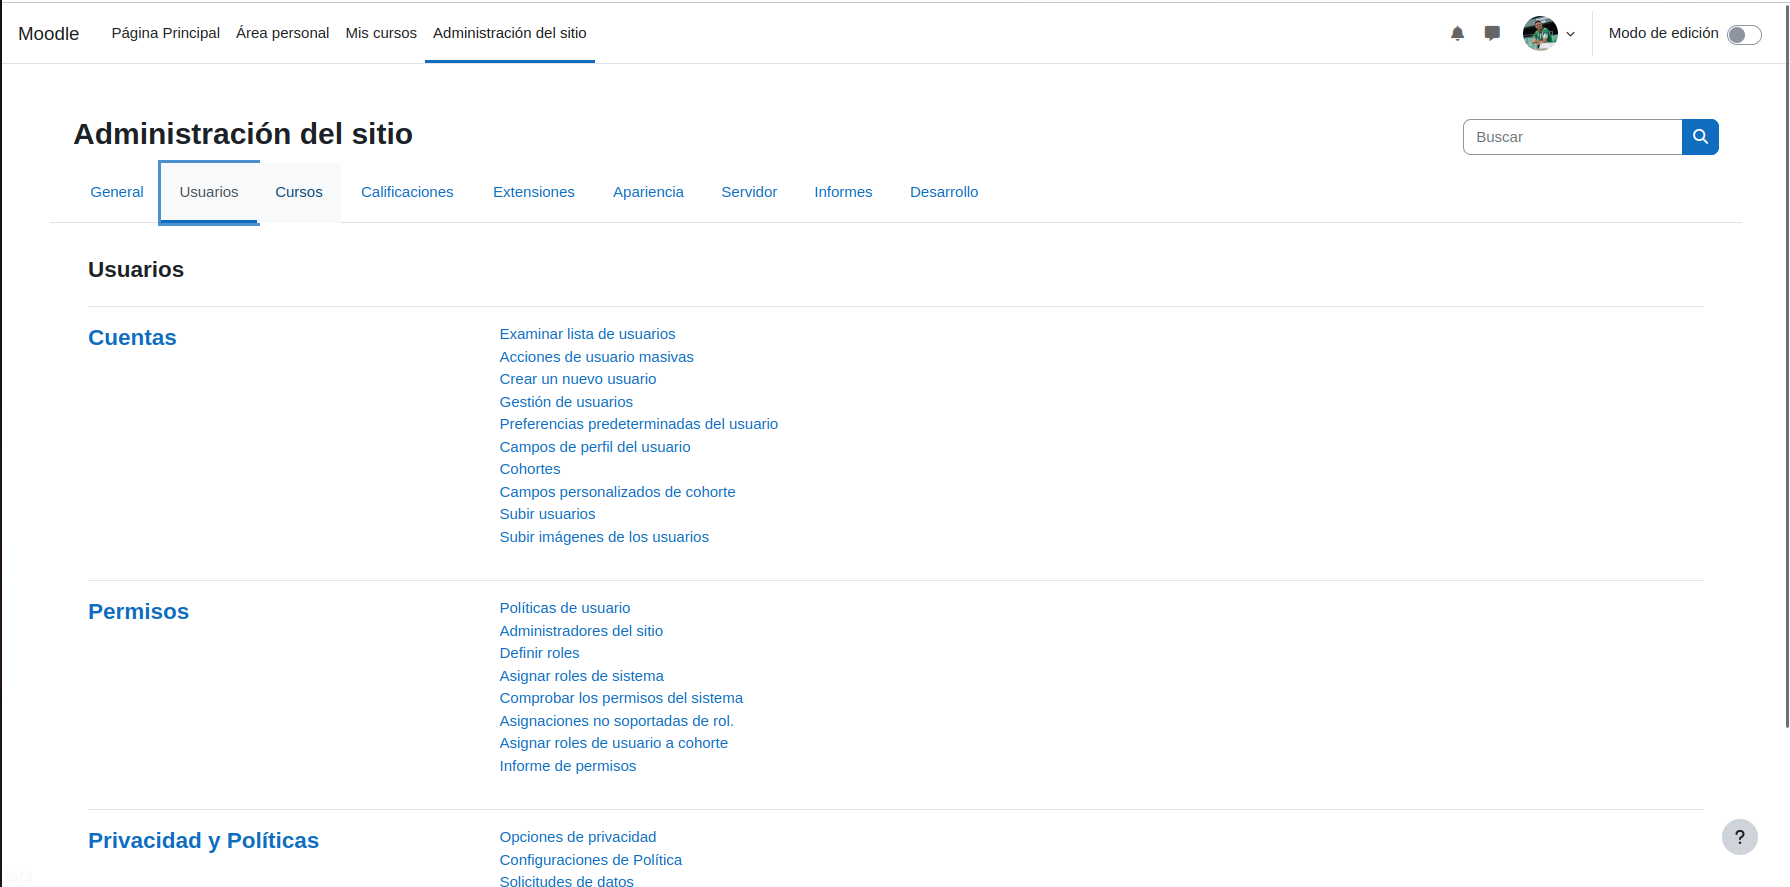 Moodle Página Principal Área personal Mis cursos Administración del sitio Modo de edición
Administración del sitio
Buscar
General Usuarios Cursos Calificaciones Extensiones Apariencia Servidor Informes Desarrollo
Usuarios
Cuentas
Examinar lista de usuarios
Acciones de usuario masivas
Crear un nuevo usuario
Gestión de usuarios
Preferencias predeterminadas del usuario
Campos de perfil del usuario
Cohortes
Campos personalizados de cohorte
Subir usuarios
Subir imágenes de los usuarios
Permisos
Políticas de usuario
Administradores del sitio
Definir roles
Asignar roles de sistema
Comprobar los permisos del sistema
Asignaciones no soportadas de rol.
Asignar roles de usuario a cohorte
Informe de permisos
Privacidad y Políticas
Opciones de privacidad
Configuraciones de Política
Solicitudes de datos
?